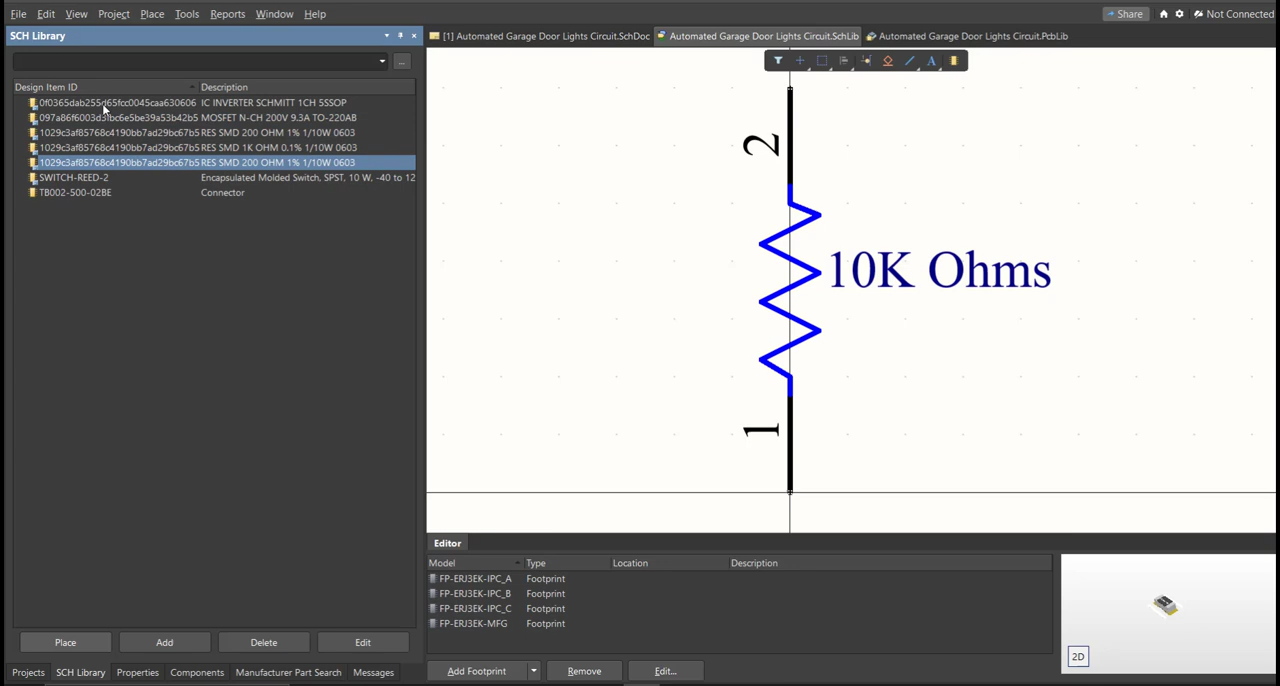 File Edit View Project Place Tools Reports Window Help
Share Not Connected
SCH Library
[1] Automated Garage Door Lights Circuit.SchDoc Automated Garage Door Lights Circuit.SchLib Automated Garage Door Lights Circuit.PcbLib
...
Design Item ID Description
0f0365dab255d65fcc0045caa630606 IC INVERTER SCHMITT 1CH 5SSOP
MOSFET N-CH 200V 9.3A TO-220AB
1029c3af85768c4190bb7ad29bc67b5 RES SMD 200 OHM 1% 1/10W 0603
1029c3af85768c4190bb7ad29bc67b5 RES SMD 1K OHM 0.1% 1/10W 0603
1029c3af85768c4190bb7ad29bc67b5 RES SMD 200 OHM 1% 1/10W 0603
SWITCH-REED-2 Encapsulated Molded Switch, SPST, 10 W, -40 to 12
TB002-500-02BE Connector
2
10K Ohms
1
Editor
Model Type Location Description
FP-ERJ3EK-IPC_A Footprint
FP-ERJ3EK-IPC_B Footprint
FP-ERJ3EK-IPC_C Footprint
FP-ERJ3EK-MFG Footprint
2D
Place Add Delete Edit
Add Footprint Remove Edit...
Projects SCH Library Properties Components Manufacturer Part Search Messages